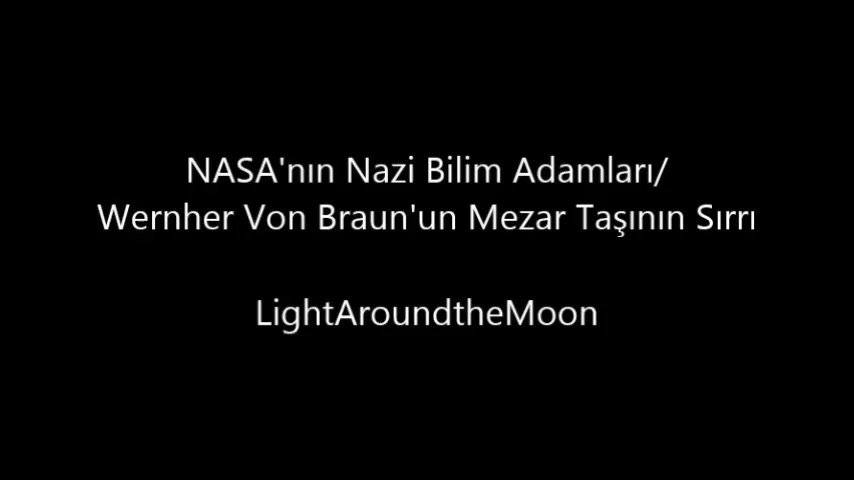 NASA'nın Nazi Bilim Adamları/
Wernher Von Braun'un Mezar Taşının Sırrı
LightAroundtheMoon